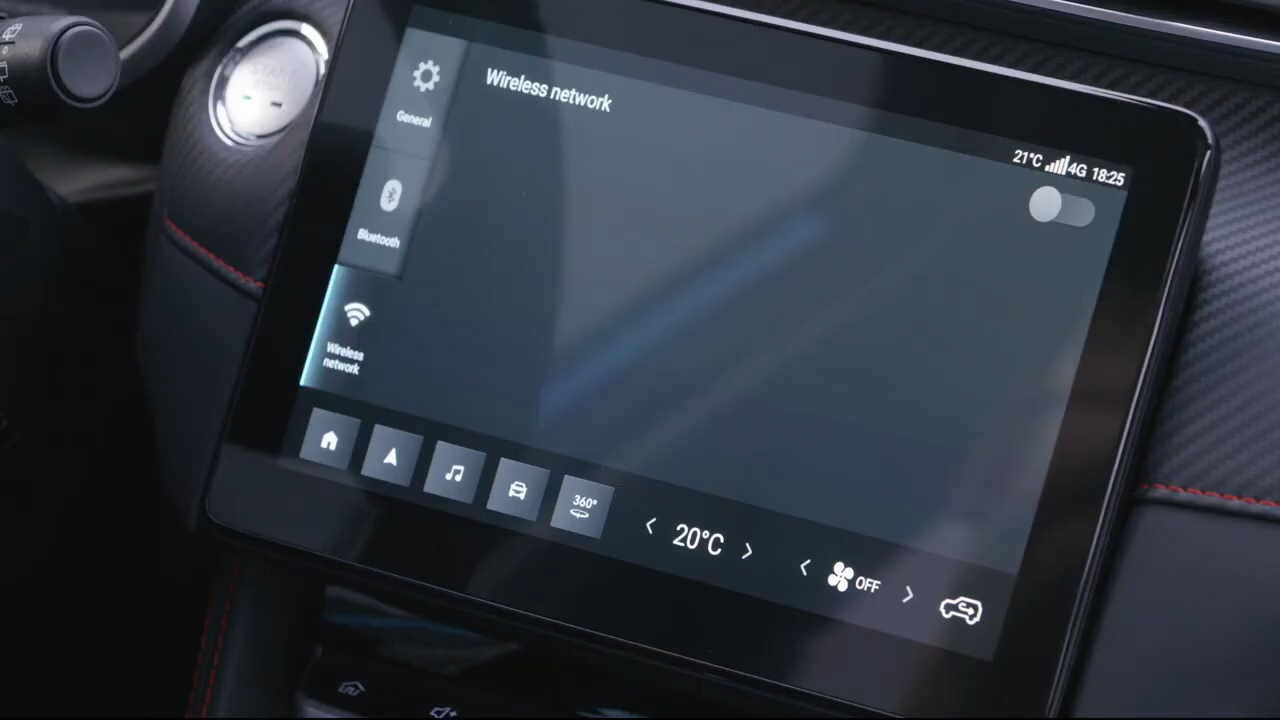 START
General
Wireless network
21°C 4G 18:25
Bluetooth
Wireless
network
360°
20°C
OFF